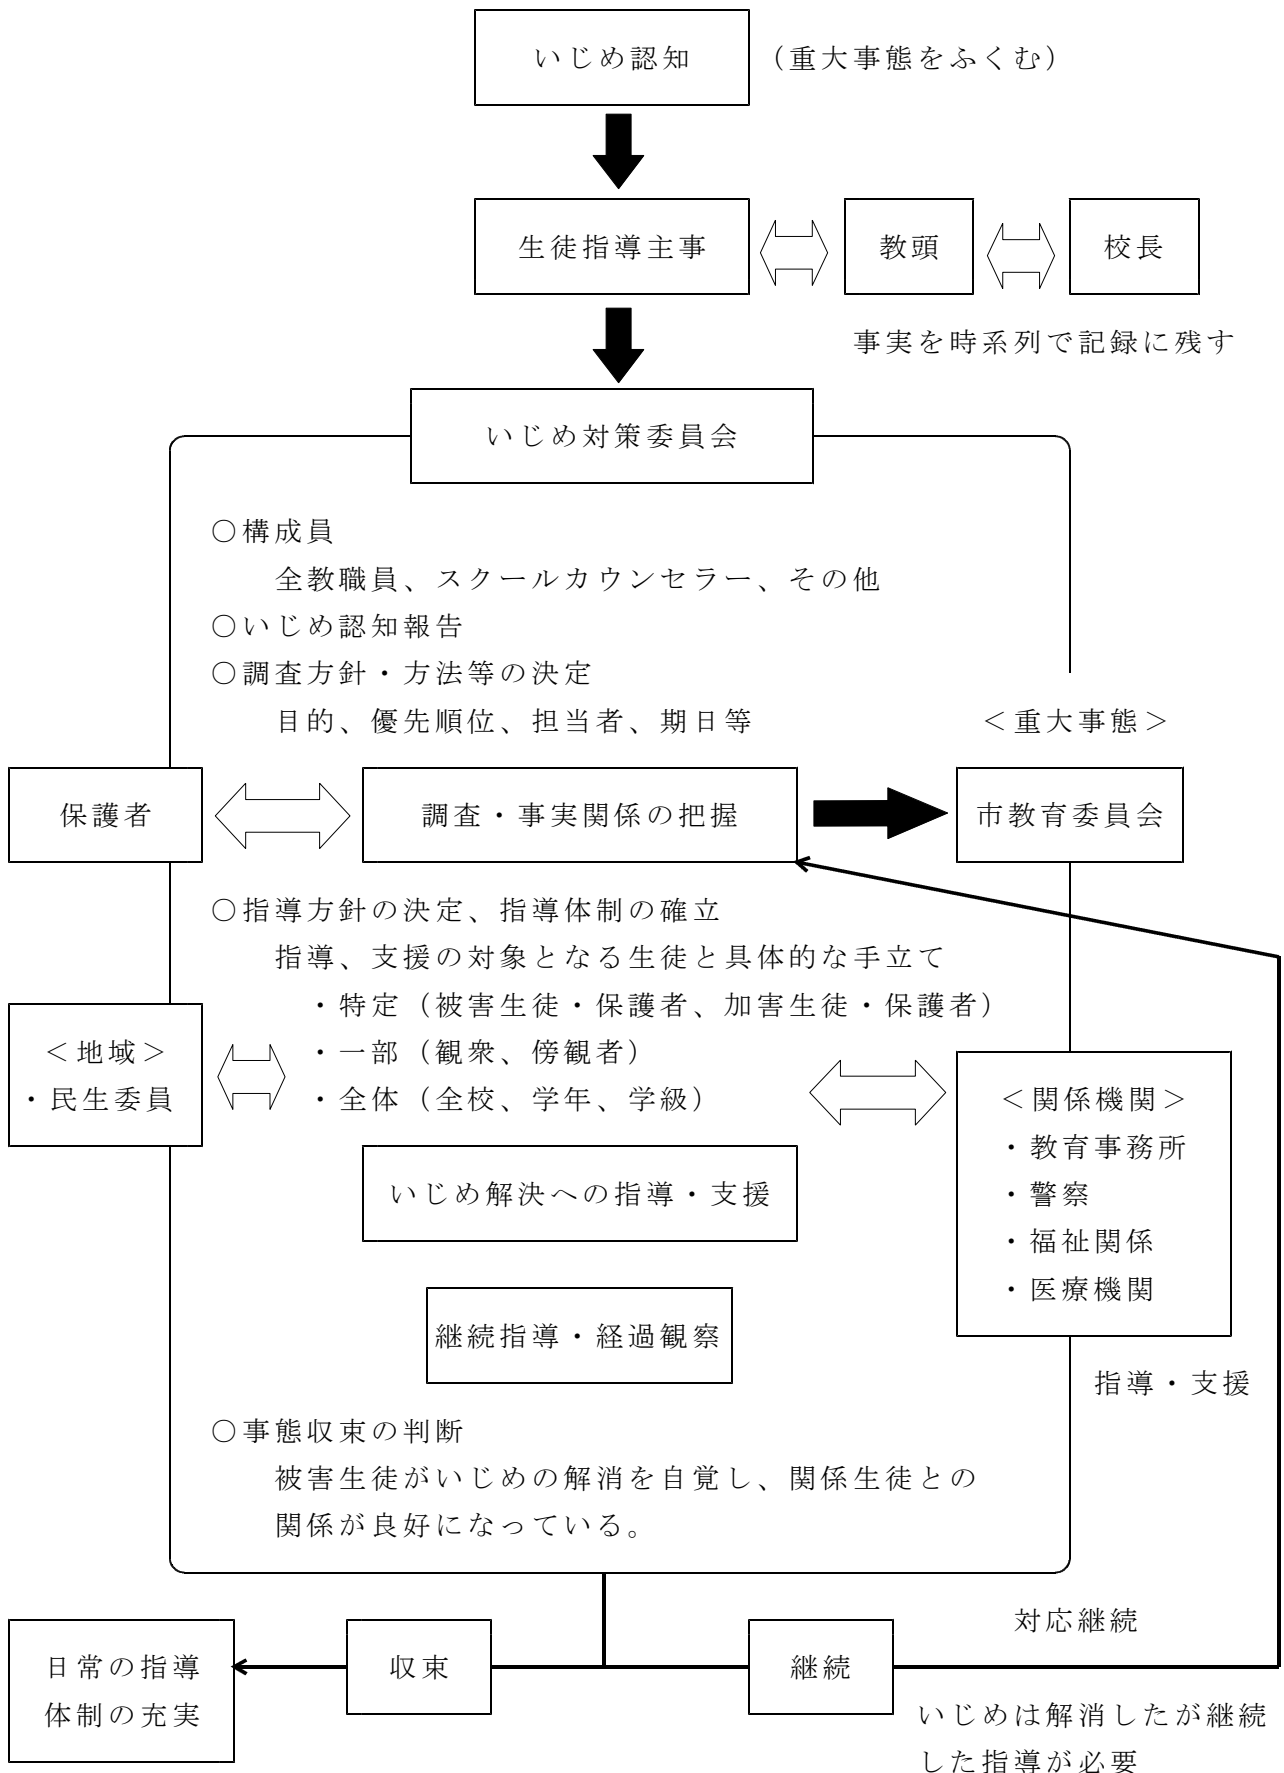 いじめ認知
（重大事態をふくむ）
生徒指導主事
教頭
校長
事実を時系列で記録に残す
いじめ対策委員会
○構成員
全教職員、スクールカウンセラー、その他
○いじめ認知報告
○調査方針・方法等の決定
目的、優先順位、担当者、期日等
＜重大事態＞
保護者
調査・事実関係の把握
市教育委員会
○指導方針の決定、指導体制の確立
指導、支援の対象となる生徒と具体的な手立て
・特定（被害生徒・保護者、加害生徒・保護者）
・一部（観衆、傍観者）
・全体（全校、学年、学級）
＜地域＞
・民生委員
＜関係機関＞
・教育事務所
・警察
・福祉関係
・医療機関
いじめ解決への指導・支援
継続指導・経過観察
指導・支援
○事態収束の判断
被害生徒がいじめの解消を自覚し、関係生徒との
関係が良好になっている。
対応継続
日常の指導
体制の充実
収束
継続
いじめは解消したが継続
した指導が必要